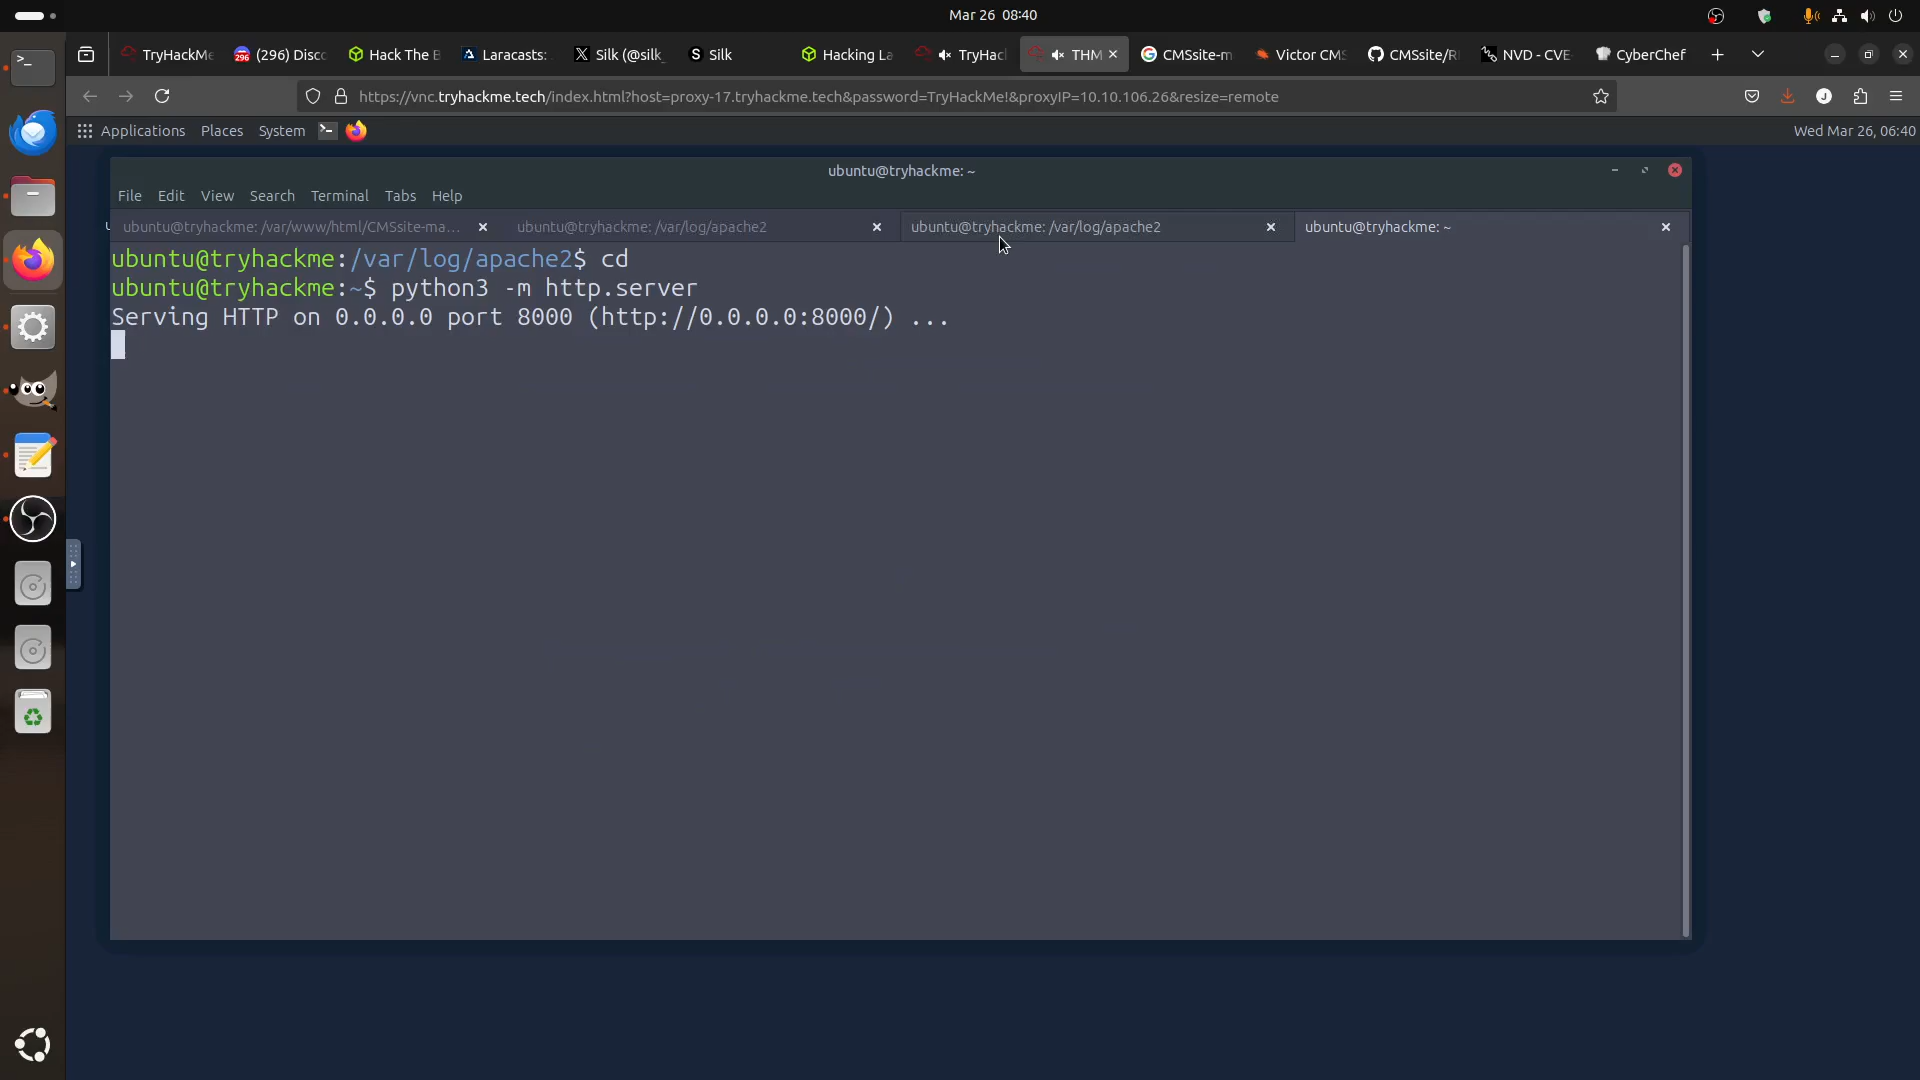 Mar 26 08:40
TryHackMe
(296) Disco
Hack The B
Laracasts:
Silk (@silk_
Silk
Hacking La
TryHac
THM
CMSsite-m
Victor CMS
CMSsite/RE
NVD - CVE
CyberChef
https://vnc.tryhackme.tech/index.html?host=proxy-17.tryhackme.tech&password=TryHackMe!&proxyIP=10.10.106.26&resize=remote
Applications Places System
Wed Mar 26, 06:40
ubuntu@tryhackme: ~
File Edit View Search Terminal Tabs Help
ubuntu@tryhackme: /var/www/html/CMSsite-ma...
ubuntu@tryhackme: /var/log/apache2
ubuntu@tryhackme: /var/log/apache2
ubuntu@tryhackme: ~
ubuntu@tryhackme:/var/log/apache2$ cd
ubuntu@tryhackme:~$ python3 -m http.server
Serving HTTP on 0.0.0.0 port 8000 (http://0.0.0.0:8000/) ...